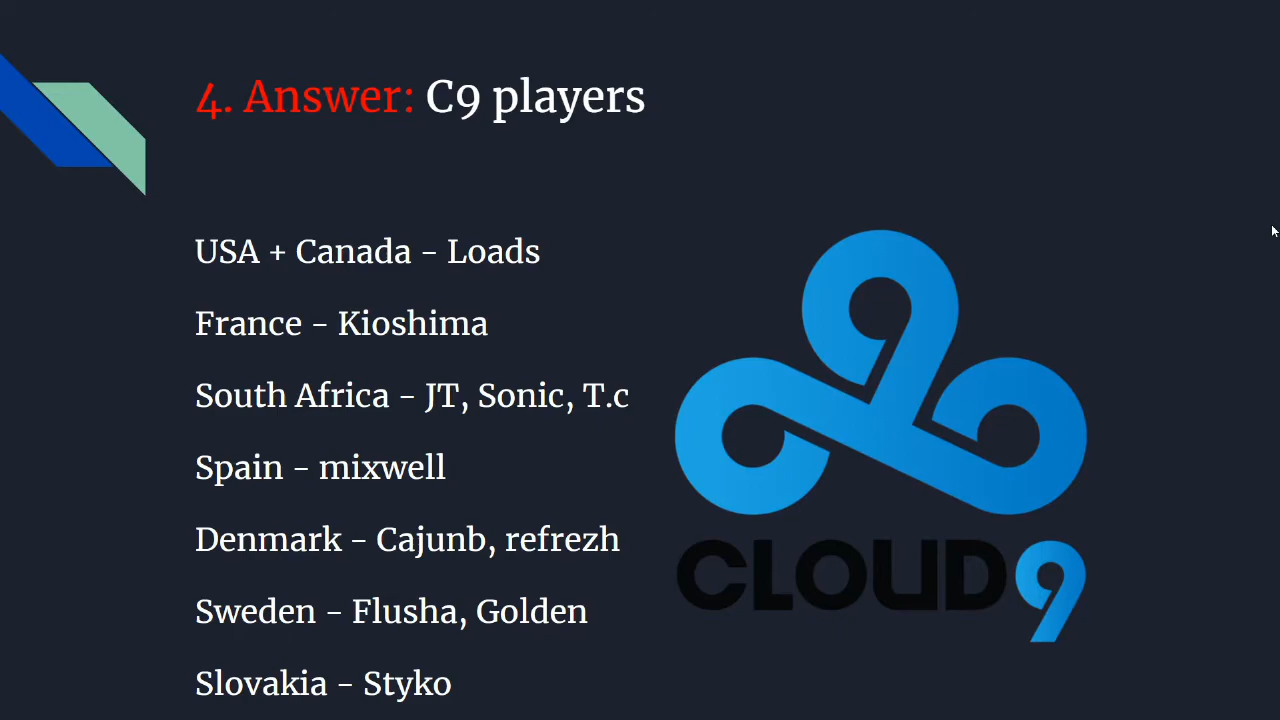 4. Answer: C9 players
USA + Canada - Loads
France - Kioshima
South Africa - JT, Sonic, T.c
Spain - mixwell
Denmark - Cajunb, refrezh
Sweden - Flusha, Golden
Slovakia - Styko
CLOUD9